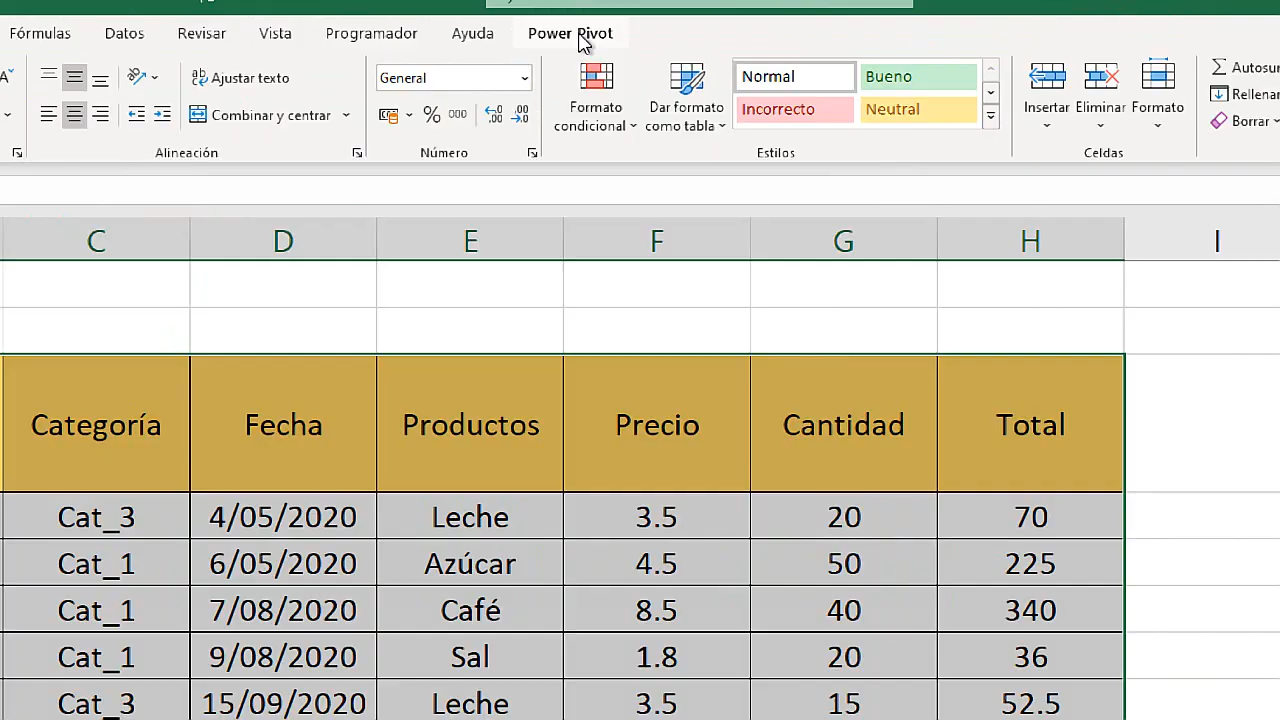 Fórmulas Datos Revisar Vista Programador Ayuda Power Pivot
A Ajustar texto General Normal Bueno Autosu
Formato condicional Dar formato como tabla Incorrecto Neutral Insertar Eliminar Formato Rellenar
Combinar y centrar % 000 Borrar
Alineación Número Estilos Celdas
C D E F G H I
Categoría Fecha Productos Precio Cantidad Total
Cat_3 4/05/2020 Leche 3.5 20 70
Cat_1 6/05/2020 Azúcar 4.5 50 225
Cat_1 7/08/2020 Café 8.5 40 340
Cat_1 9/08/2020 Sal 1.8 20 36
Cat_3 15/09/2020 Leche 3.5 15 52.5